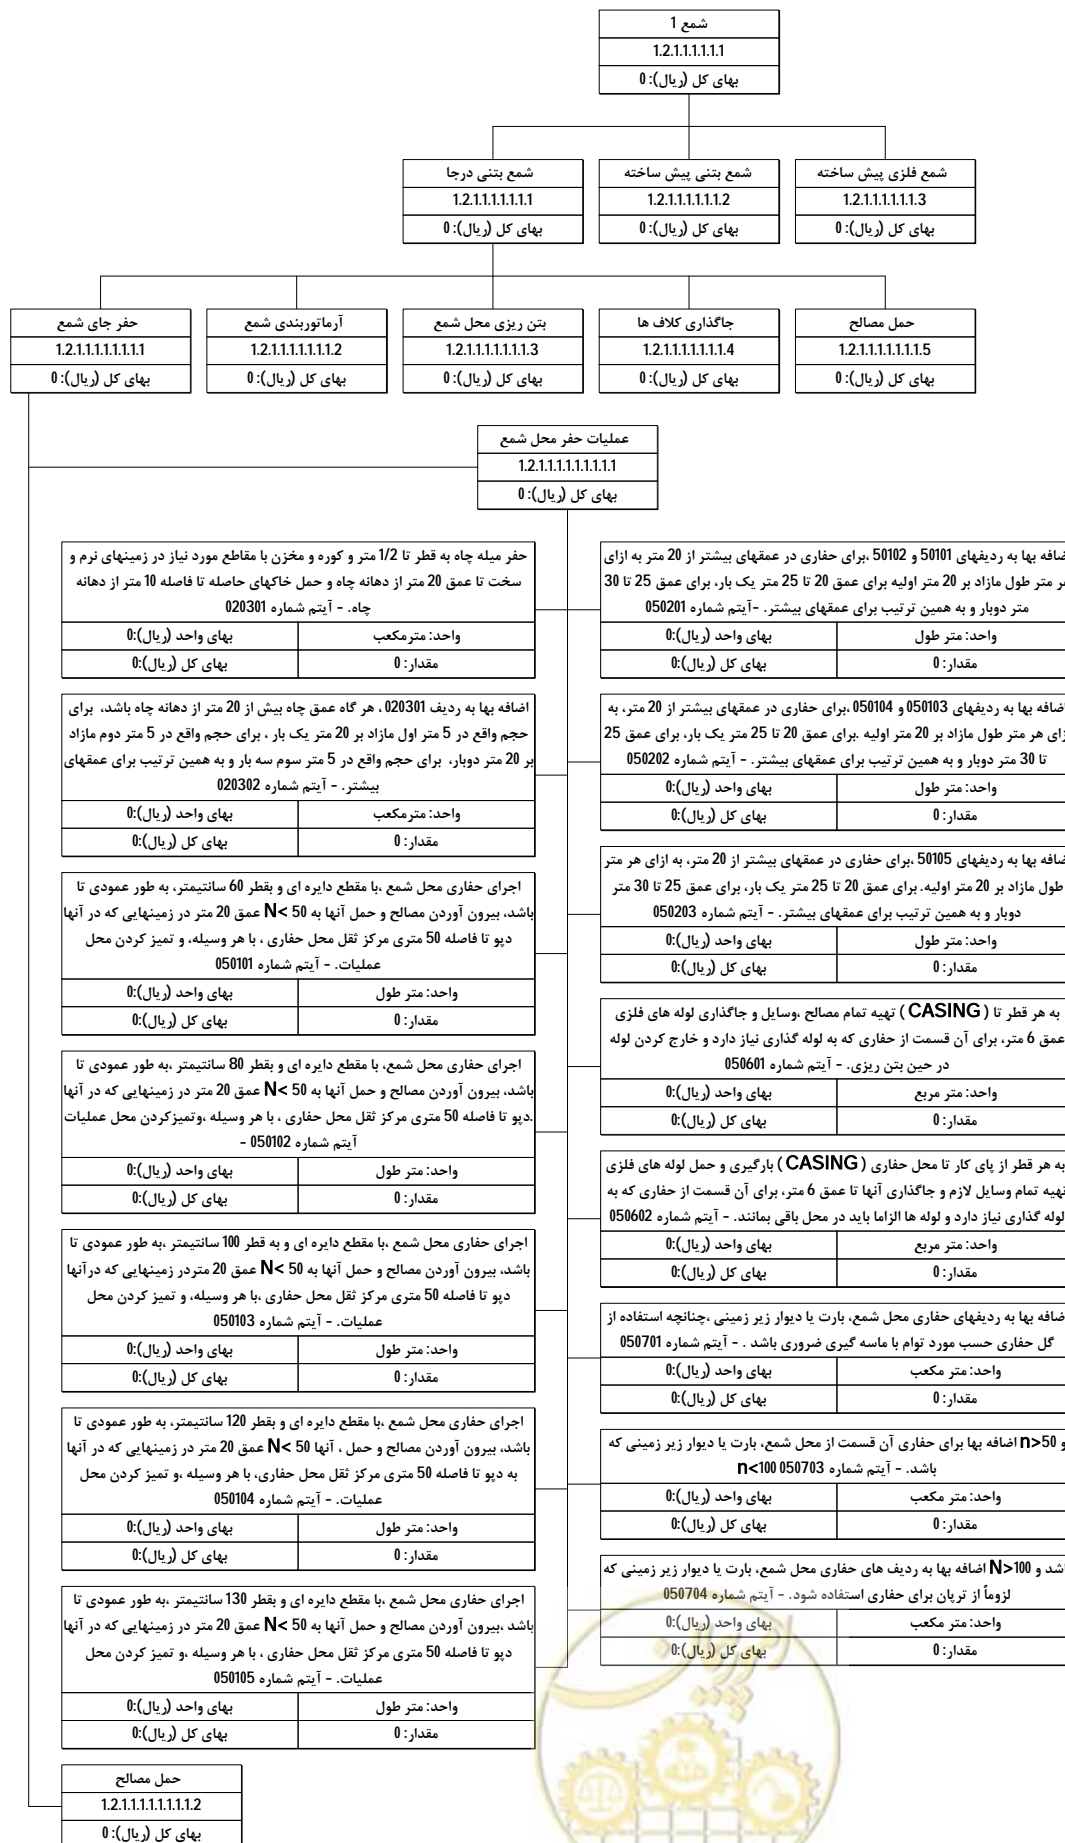 شمع 1
1.2.1.1.1.1.1.1
بهای کل (ریال): 0
شمع بتنی درجا
1.2.1.1.1.1.1.1.1
بهای کل (ریال): 0
شمع بتنی پیش ساخته
1.2.1.1.1.1.1.1.2
بهای کل (ریال): 0
شمع فلزی پیش ساخته
1.2.1.1.1.1.1.1.3
بهای کل (ریال): 0
حفر جای شمع
1.2.1.1.1.1.1.1.1.1
بهای کل (ریال): 0
آرماتوربندی شمع
1.2.1.1.1.1.1.1.1.2
بهای کل (ریال): 0
بتن ریزی محل شمع
1.2.1.1.1.1.1.1.1.3
بهای کل (ریال): 0
جاگذاری کلاف ها
1.2.1.1.1.1.1.1.1.4
بهای کل (ریال): 0
حمل مصالح
1.2.1.1.1.1.1.1.1.5
بهای کل (ریال): 0
عملیات حفر محل شمع
1.2.1.1.1.1.1.1.1.1.1
بهای کل (ریال): 0
حفر میله چاه به قطر تا 1/2 متر و کوره و مخزن با مقاطع مورد نیاز در زمینهای نرم و
سخت تا عمق 20 متر از دهانه چاه و حمل خاکهای حاصله تا فاصله 10 متر از دهانه
چاه. - آیتم شماره 020301
واحد: مترمکعب
بهای واحد (ریال):0
مقدار: 0
بهای کل (ریال):0
اضافه بها به ردیف 020301 ، هر گاه عمق چاه بیش از 20 متر از دهانه چاه باشد، برای
حجم واقع در 5 متر اول مازاد بر 20 متر یک بار ، برای حجم واقع در 5 متر دوم مازاد
بر 20 متر دوبار، برای حجم واقع در 5 متر سوم سه بار و به همین ترتیب برای عمقهای
بیشتر. - آیتم شماره 020302
واحد: مترمکعب
بهای واحد (ریال):0
مقدار: 0
بهای کل (ریال):0
اجرای حفاری محل شمع ،با مقطع دایره ای و بقطر 60 سانتیمتر، به طور عمودی تا
باشد، بیرون آوردن مصالح و حمل آنها به N< 50 عمق 20 متر در زمینهایی که در آنها
دپو تا فاصله 50 متری مرکز ثقل محل حفاری ، با هر وسیله، و تمیز کردن محل
عملیات. - آیتم شماره 050101
واحد: متر طول
بهای واحد (ریال):0
مقدار: 0
بهای کل (ریال):0
اجرای حفاری محل شمع، با مقطع دایره ای و بقطر 80 سانتیمتر ،به طور عمودی تا
باشد، بیرون آوردن مصالح و حمل آنها به N< 50 عمق 20 متر در زمینهایی که در آنها
.دپو تا فاصله 50 متری مرکز ثقل محل حفاری ، با هر وسیله ،وتمیزکردن محل عملیات
آیتم شماره 050102 -
واحد: متر طول
بهای واحد (ریال):0
مقدار: 0
بهای کل (ریال):0
اجرای حفاری محل شمع ،با مقطع دایره ای و به قطر 100 سانتیمتر ،به طور عمودی تا
باشد، بیرون آوردن مصالح و حمل آنها به N< 50 عمق 20 متردر زمینهایی که درآنها
دپو تا فاصله 50 متری مرکز ثقل محل حفاری ،با هر وسیله، و تمیز کردن محل
عملیات. - آیتم شماره 050103
واحد: متر طول
بهای واحد (ریال):0
مقدار: 0
بهای کل (ریال):0
اجرای حفاری محل شمع ،با مقطع دایره ای و بقطر 120 سانتیمتر، به طور عمودی تا
باشد، بیرون آوردن مصالح و حمل ، آنها N< 50 عمق 20 متر در زمینهایی که در آنها
به دپو تا فاصله 50 متری مرکز ثقل محل حفاری، با هر وسیله ،و تمیز کردن محل
عملیات. - آیتم شماره 050104
واحد: متر طول
بهای واحد (ریال):0
مقدار: 0
بهای کل (ریال):0
اجرای حفاری محل شمع ،با مقطع دایره ای و بقطر 130 سانتیمتر ،به طور عمودی تا
باشد ،بیرون آوردن مصالح و حمل آنها به N< 50 عمق 20 متر در زمینهایی که در آنها
دپو تا فاصله 50 متری مرکز ثقل محل حفاری ، با هر وسیله ،و تمیز کردن محل
عملیات. - آیتم شماره 050105
واحد: متر طول
بهای واحد (ریال):0
مقدار: 0
بهای کل (ریال):0
حمل مصالح
1.2.1.1.1.1.1.1.1.1.2
بهای کل (ریال): 0
بها به ردیفهای 50101 و 50102 ،برای حفاری در عمقهای بیشتر از 20 متر به ازای
متر طول مازاد بر 20 متر اولیه برای عمق 20 تا 25 متر یک بار، برای عمق 25 تا 30
متر دوبار و به همین ترتیب برای عمقهای بیشتر. -آیتم شماره 050201
واحد: متر طول
بهای واحد (ریال):0
مقدار: 0
بهای کل (ریال):0
اضافه بها به ردیفهای 050103 و 050104 ،برای حفاری در عمقهای بیشتر از 20 متر، به
هر متر طول مازاد بر 20 متر اولیه .برای عمق 20 تا 25 متر یک بار، برای عمق 25
تا 30 متر دوبار و به همین ترتیب برای عمقهای بیشتر. - آیتم شماره 050202
واحد: متر طول
بهای واحد (ریال):0
مقدار: 0
بهای کل (ریال):0
بها به ردیفهای 50105 ،برای حفاری در عمقهای بیشتر از 20 متر، به ازای هر متر
طول مازاد بر 20 متر اولیه. برای عمق 20 تا 25 متر یک بار، برای عمق 25 تا 30 متر
دوبار و به همین ترتیب برای عمقهای بیشتر. - آیتم شماره 050203
واحد: متر طول
بهای واحد (ریال):0
مقدار: 0
بهای کل (ریال):0
به هر قطر تا ( CASING ) تهیه تمام مصالح ،وسایل و جاگذاری لوله های فلزی
عمق 6 متر، برای آن قسمت از حفاری که به لوله گذاری نیاز دارد و خارج کردن لوله
در حین بتن ریزی. - آیتم شماره 050601
واحد: متر مربع
بهای واحد (ریال):0
مقدار: 0
بهای کل (ریال):0
به هر قطر از پای کار تا محل حفاری ( CASING ) بارگیری و حمل لوله های فلزی
تهیه تمام وسایل لازم و جاگذاری آنها تا عمق 6 متر، برای آن قسمت از حفاری که به
لوله گذاری نیاز دارد و لوله ها الزاما باید در محل باقی بمانند. - آیتم شماره 050602
واحد: متر مربع
بهای واحد (ریال):0
مقدار: 0
بهای کل (ریال):0
بها به ردیفهای حفاری محل شمع، بارت یا دیوار زیر زمینی ،چنانچه استفاده از
گل حفاری حسب مورد توام با ماسه گیری ضروری باشد . - آیتم شماره 050701
واحد: متر مکعب
بهای واحد (ریال):0
مقدار: 0
بهای کل (ریال):0
و n>50 اضافه بها برای حفاری آن قسمت از محل شمع، بارت یا دیوار زیر زمینی که
باشد. - آیتم شماره 050703 n<100
واحد: متر مکعب
بهای واحد (ریال):0
مقدار: 0
بهای کل (ریال):0
و N>100 اضافه بها به ردیف های حفاری محل شمع، بارت یا دیوار زیر زمینی که
لزوماً از ترپان برای حفاری استفاده شود. - آیتم شماره 050704
واحد: متر مکعب
بهای واحد (ریال):0
مقدار: 0
بهای کل (ریال):0